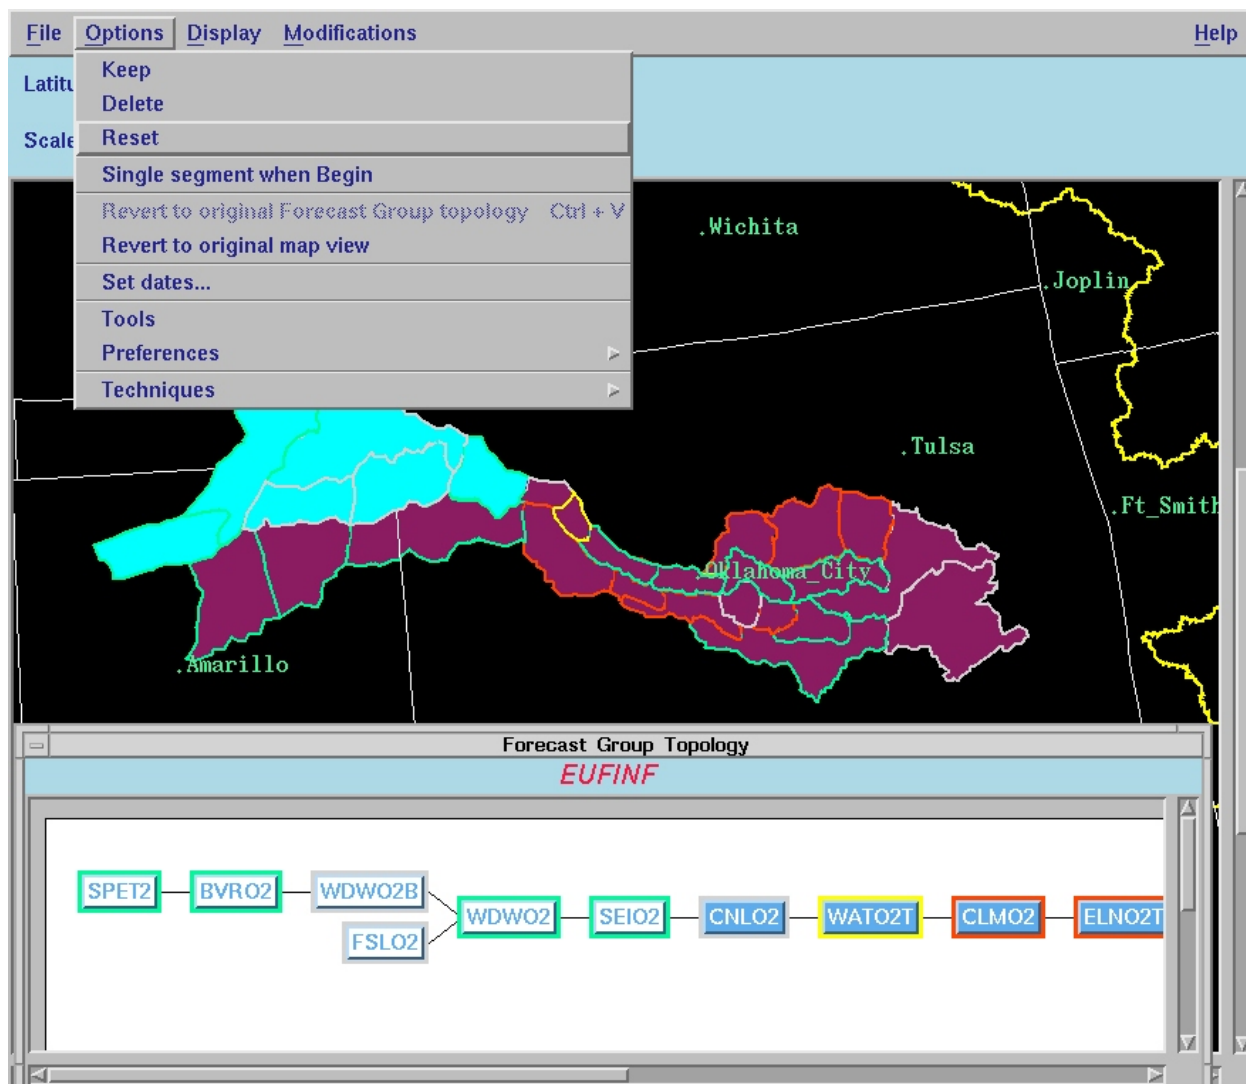 File Options Display Modifications Help
Keep
Latitu
Delete
Scale
Reset
Single segment when Begin
Revert to original Forecast Group topology Ctrl + V
.Wichita
Revert to original map view
Set dates...
.Joplin
Tools
Preferences
Techniques
.Tulsa
.Ft_Smith
.Oklahoma_City
.Amarillo
Forecast Group Topology
EUFINF
SPET2 BVRO2 WDWO2B
WDWO2 SEIO2 CNLO2 WATO2T CLMO2 ELNO2T
FSLO2